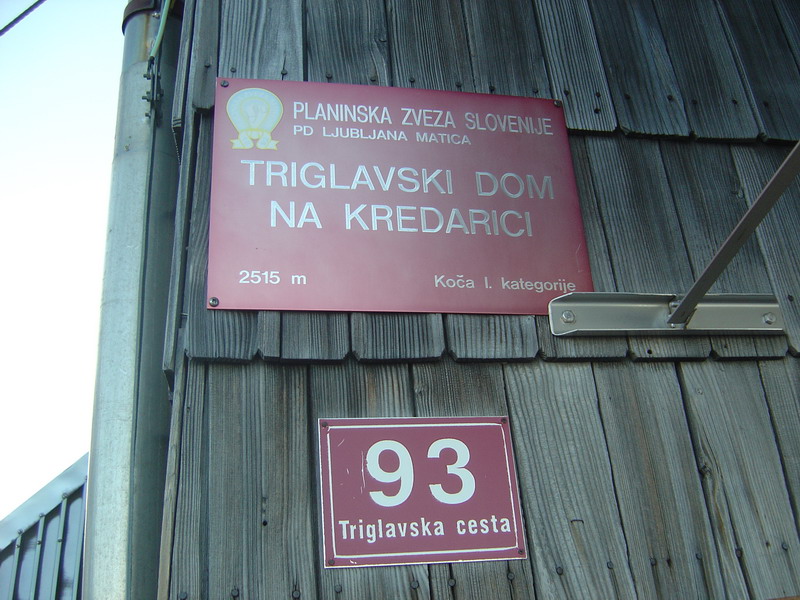 PLANINSKA ZVEZA SLOVENIJE
PD LJUBLJANA MATICA
TRIGLAVSKI DOM
NA KREDARICI
2515 m Koča I. kategorije
93
Triglavska cesta